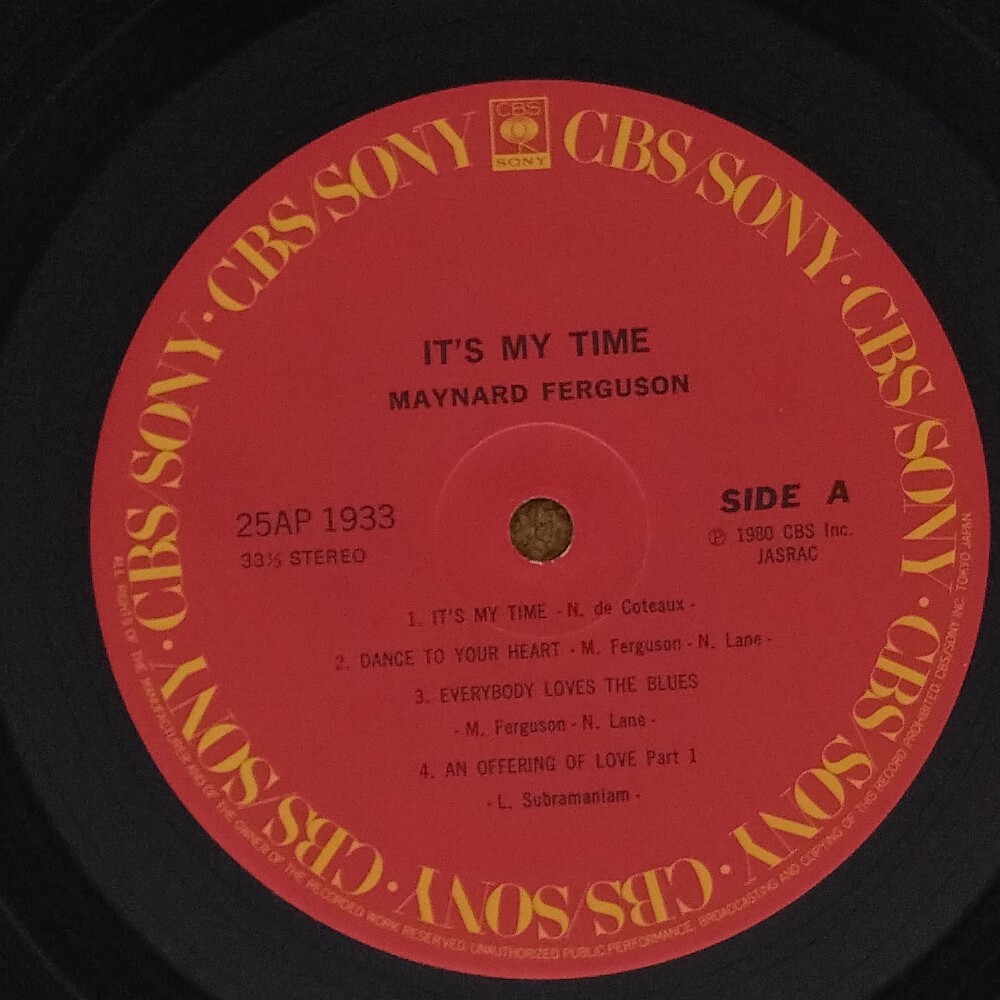 CBS
SONY
CBS/SONY · CBS/SONY · CBS/SONY · CBS/SONY · CBS/SONY · CBS/SONY · CBS/SONY · CBS/SONY
IT'S MY TIME
MAYNARD FERGUSON
25AP 1933
33⅓ STEREO
SIDE A
℗ 1980 CBS Inc.
JASRAC
1. IT'S MY TIME - N. de Coteaux -
2. DANCE TO YOUR HEART - M. Ferguson - N. Lane -
3. EVERYBODY LOVES THE BLUES
- M. Ferguson - N. Lane -
4. AN OFFERING OF LOVE Part 1
- L. Subramaniam -
ALL RIGHTS OF THE MANUFACTURER AND OF THE OWNER OF THE RECORDED WORK RESERVED. UNAUTHORIZED PUBLIC PERFORMANCE, BROADCASTING AND COPYING OF THIS RECORD PROHIBITED. CBS/SONY INC. TOKYO JAPAN